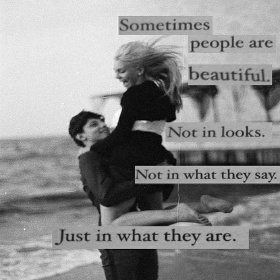 Sometimes
people are
beautiful.
Not in looks.
Not in what they say.
Just in what they are.